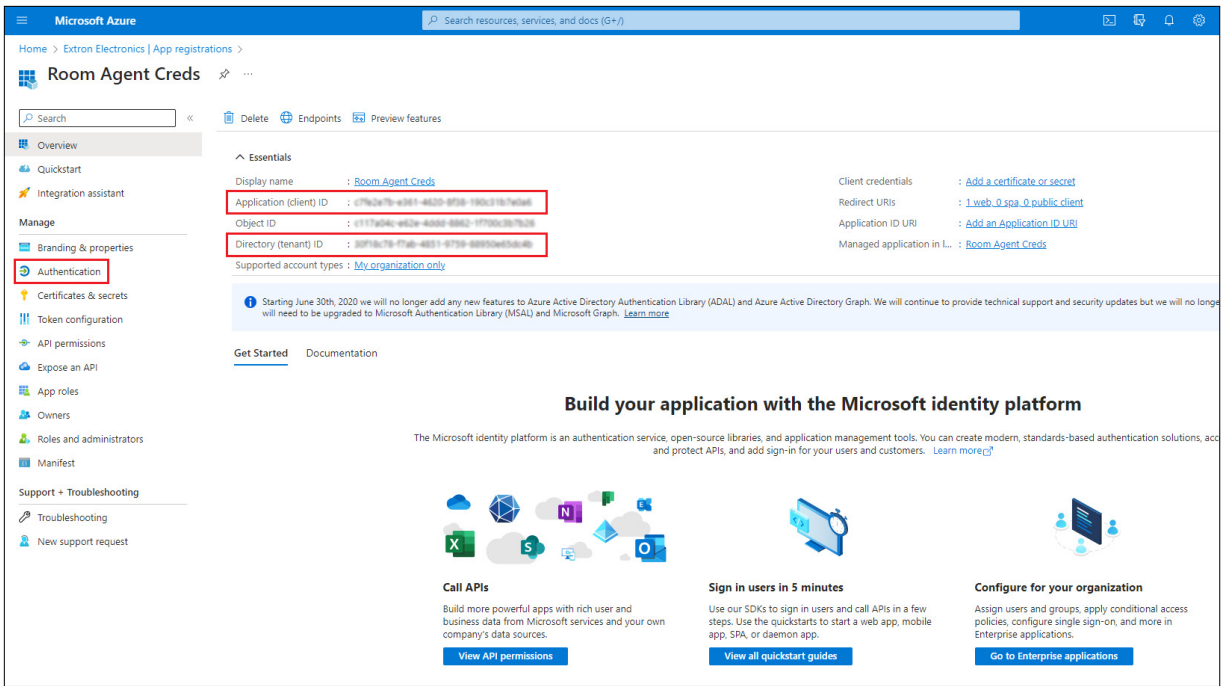 Microsoft Azure
Search resources, services, and docs (G+/)
Home > Extron Electronics | App registrations >
Room Agent Creds
Search
«
Delete
Endpoints
Preview features
Overview
Quickstart
Integration assistant
Manage
Branding & properties
Authentication
Certificates & secrets
Token configuration
API permissions
Expose an API
App roles
Owners
Roles and administrators
Manifest
Support + Troubleshooting
Troubleshooting
New support request
Essentials
Display name : Room Agent Creds
Application (client) ID :
Object ID :
Directory (tenant) ID :
Supported account types : My organization only
Client credentials : Add a certificate or secret
Redirect URIs : 1 web, 0 spa, 0 public client
Application ID URI : Add an Application ID URI
Managed application in l... : Room Agent Creds
Starting June 30th, 2020 we will no longer add any new features to Azure Active Directory Authentication Library (ADAL) and Azure Active Directory Graph. We will continue to provide technical support and security updates but we will no longe
will need to be upgraded to Microsoft Authentication Library (MSAL) and Microsoft Graph. Learn more
Get Started
Documentation
Build your application with the Microsoft identity platform
The Microsoft identity platform is an authentication service, open-source libraries, and application management tools. You can create modern, standards-based authentication solutions, acc
and protect APIs, and add sign-in for your users and customers. Learn more
N
E
X
S
O
Call APIs
Build more powerful apps with rich user and
business data from Microsoft services and your own
company's data sources.
View API permissions
Sign in users in 5 minutes
Use our SDKs to sign in users and call APIs in a few
steps. Use the quickstarts to start a web app, mobile
app, SPA, or daemon app.
View all quickstart guides
Configure for your organization
Assign users and groups, apply conditional access
policies, configure single sign-on, and more in
Enterprise applications.
Go to Enterprise applications